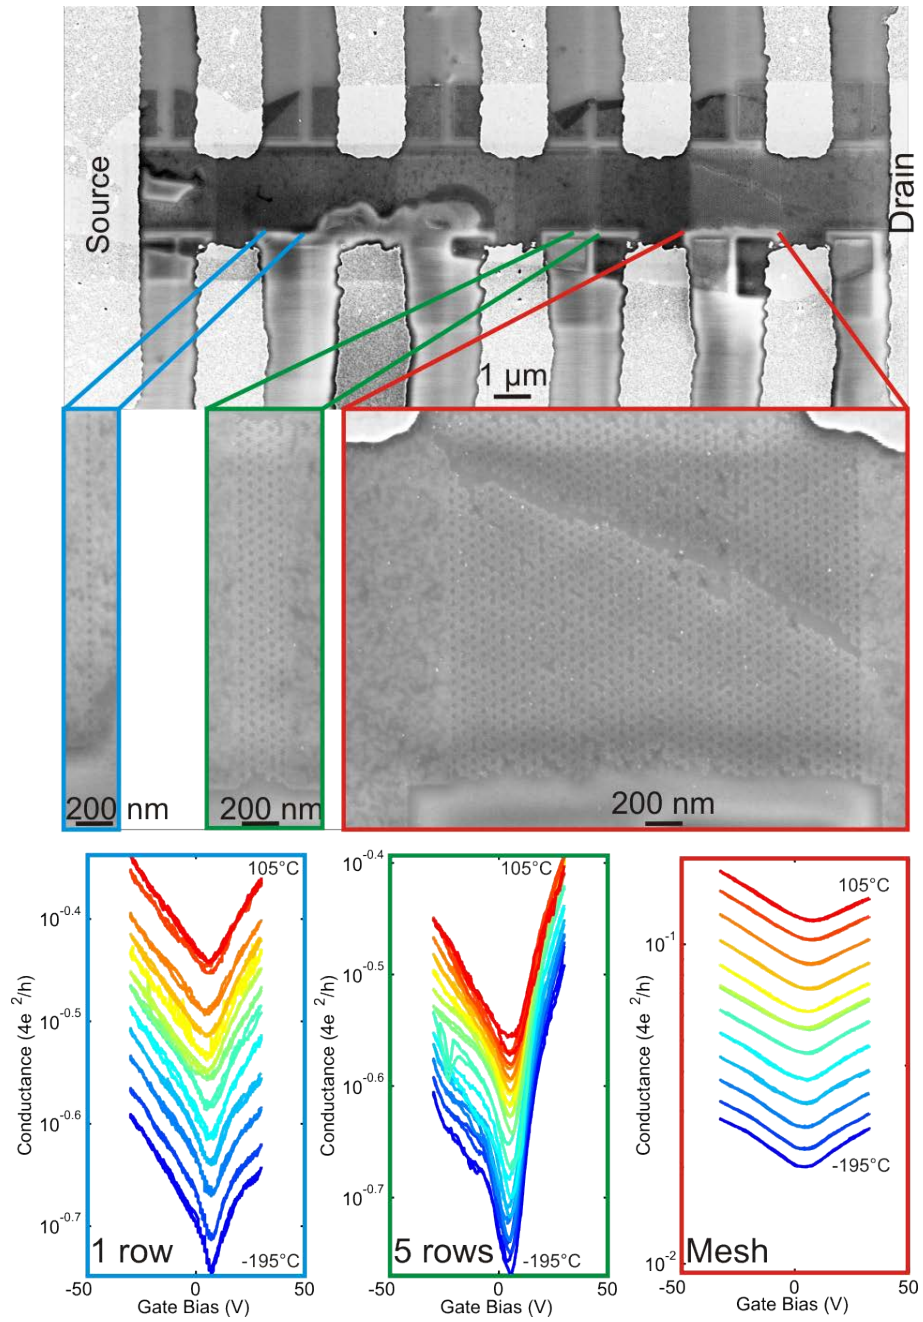 Source
Drain
1 μm
200 nm
200 nm
200 nm
105°C
10^-0.4
10^-0.5
10^-0.6
10^-0.7
Conductance (4e^2/h)
1 row
-195°C
-50
0
50
Gate Bias (V)
10^-0.4
105°C
10^-0.5
10^-0.6
10^-0.7
Conductance (4e^2/h)
5 rows
-195°C
0
50
Gate Bias (V)
105°C
10^-1
Conductance (4e^2/h)
-195°C
10^-2
Mesh
-50
0
50
Gate Bias (V)